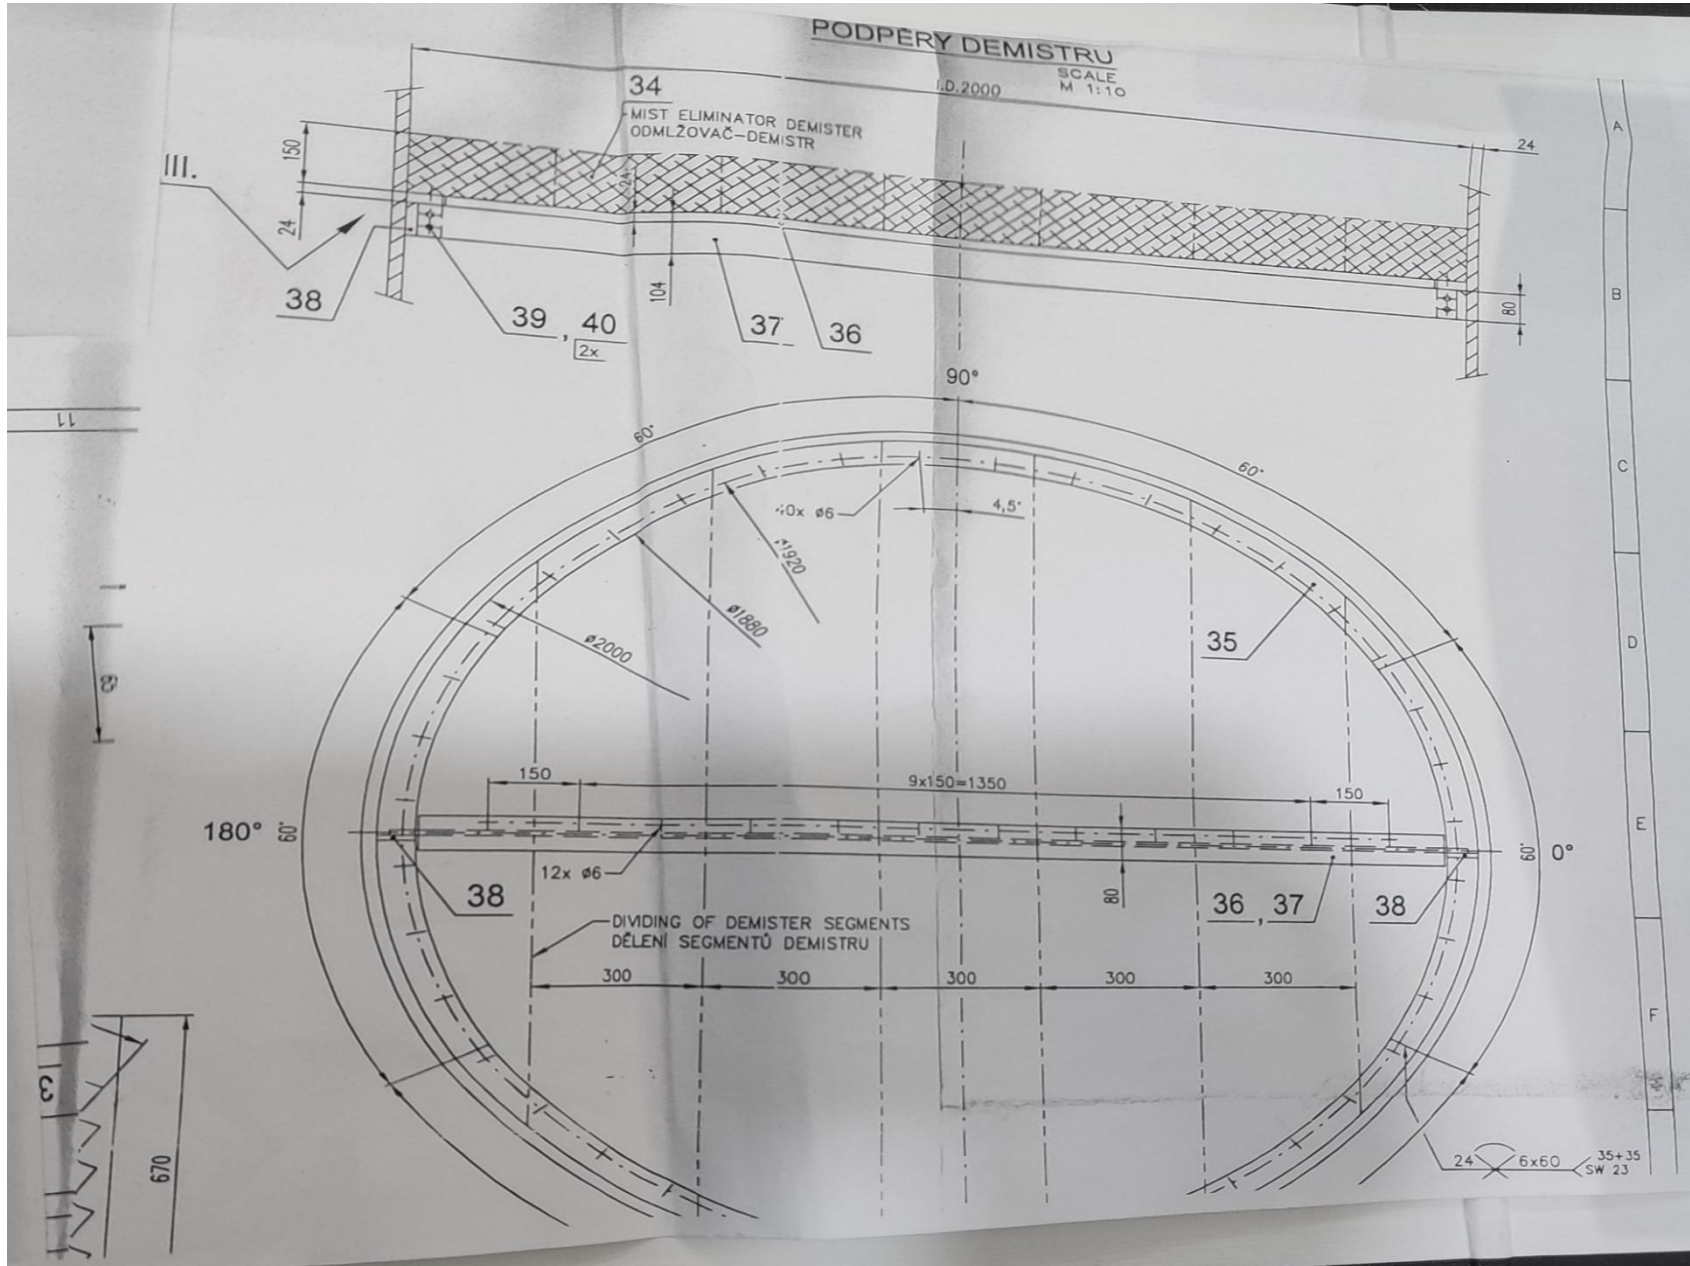 PODPĚRY DEMISTRU
SCALE
M 1:10
I.D.2000
34
MIST ELIMINATOR DEMISTER
ODMLŽOVAČ-DEMISTR
24
150
III.
24
24
104
80
38
39, 40
2x
37
36
90°
60°
60°
40x ø6
4,5°
ø1920
ø1880
ø2000
35
150
9x150=1350
150
180°
60°
60°
0°
12x ø6
80
38
36, 37
38
DIVIDING OF DEMISTER SEGMENTS
DĚLENÍ SEGMENTŮ DEMISTRU
300
300
300
300
300
24
6x60
35+35
SW 23
A
B
C
D
E
F
11
670